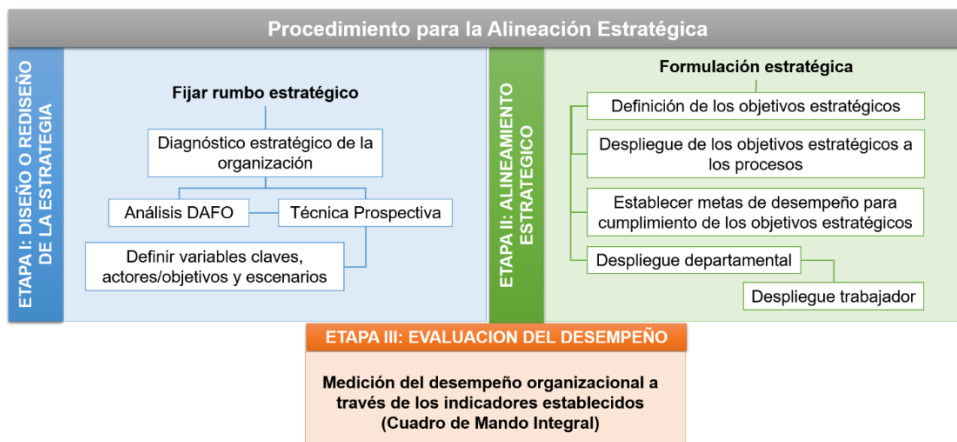 Procedimiento para la Alineación Estratégica
ETAPA I: DISEÑO O REDISEÑO
DE LA ESTRATEGIA
Fijar rumbo estratégico
Diagnóstico estratégico de la
organización
Análisis DAFO
Técnica Prospectiva
Definir variables claves,
actores/objetivos y escenarios
ETAPA II: ALINEAMIENTO
ESTRATEGICO
Formulación estratégica
Definición de los objetivos estratégicos
Despliegue de los objetivos estratégicos a
los procesos
Establecer metas de desempeño para
cumplimiento de los objetivos estratégicos
Despliegue departamental
Despliegue trabajador
ETAPA III: EVALUACION DEL DESEMPEÑO
Medición del desempeño organizacional a
través de los indicadores establecidos
(Cuadro de Mando Integral)